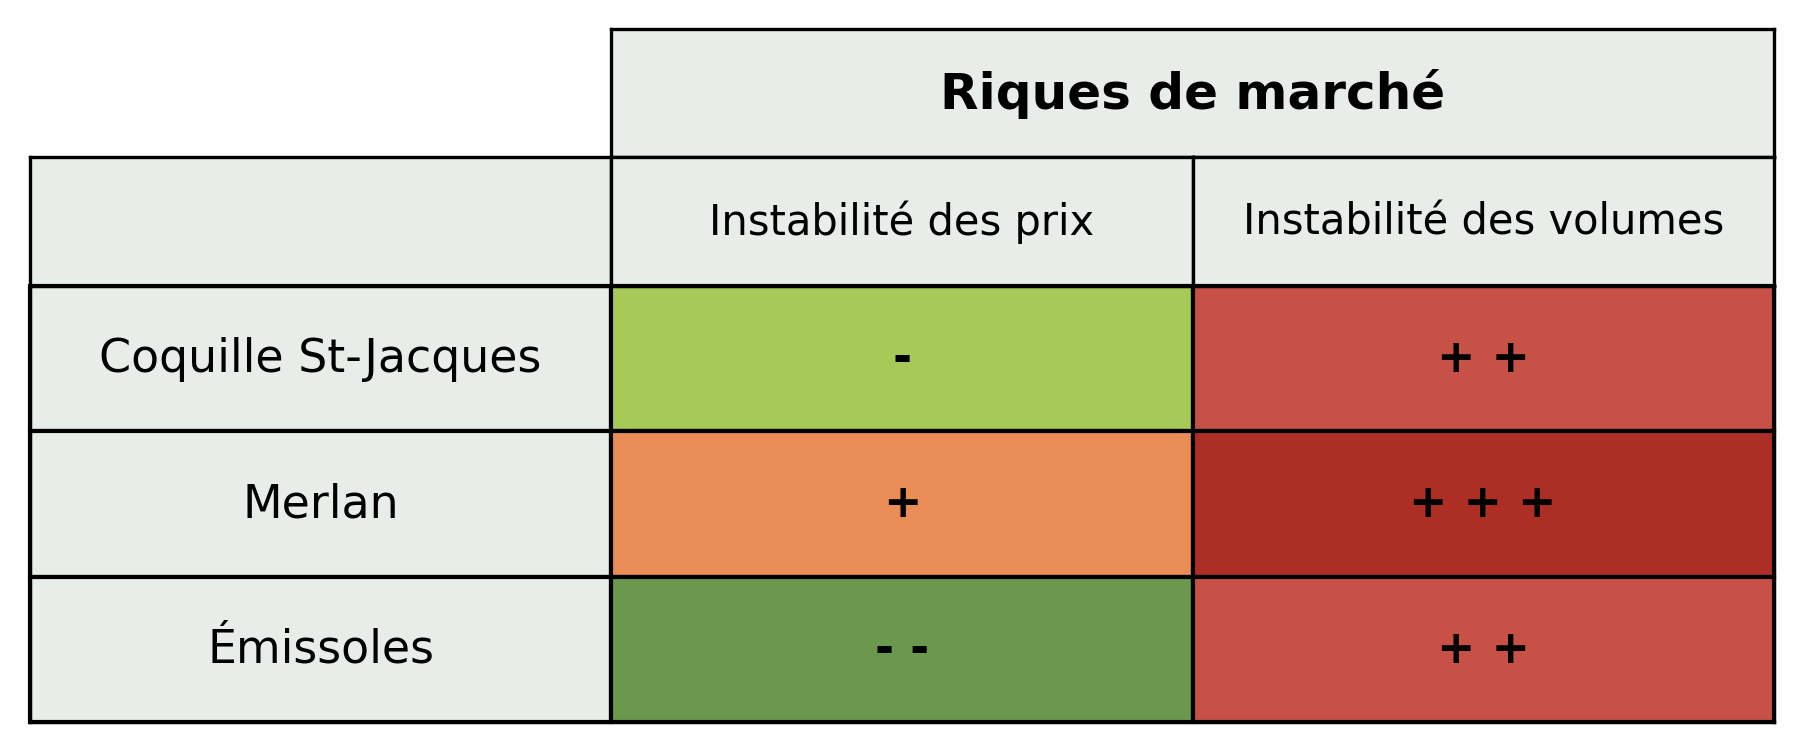 Riques de marché
Instabilité des prix Instabilité des volumes
Coquille St-Jacques - + +
Merlan + + + +
Émissoles - - + +